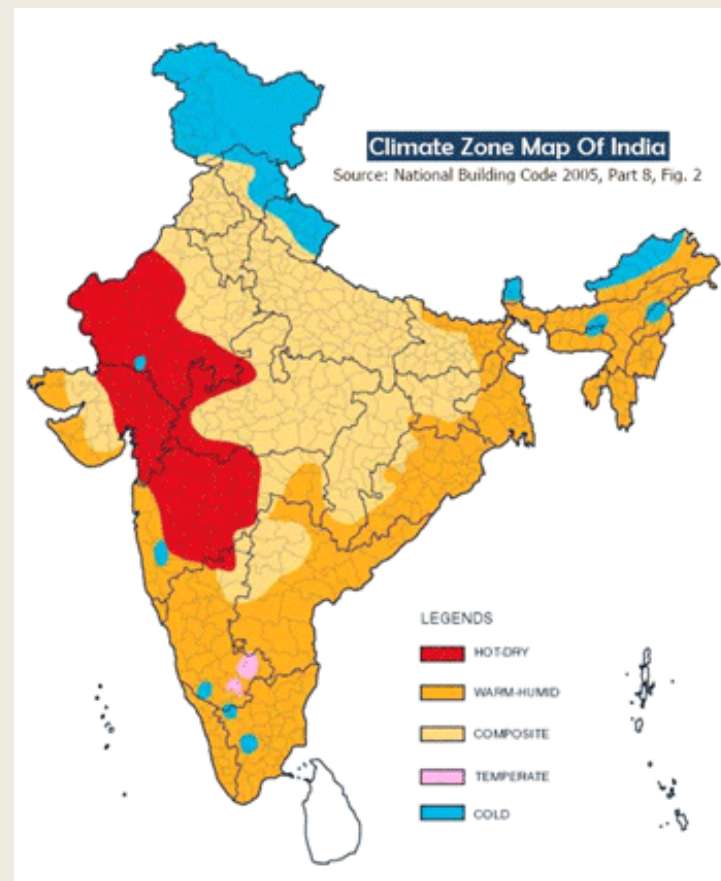 Climate Zone Map Of India
Source: National Building Code 2005, Part 8, Fig. 2
LEGENDS
HOT-DRY
WARM-HUMID
COMPOSITE
TEMPERATE
COLD